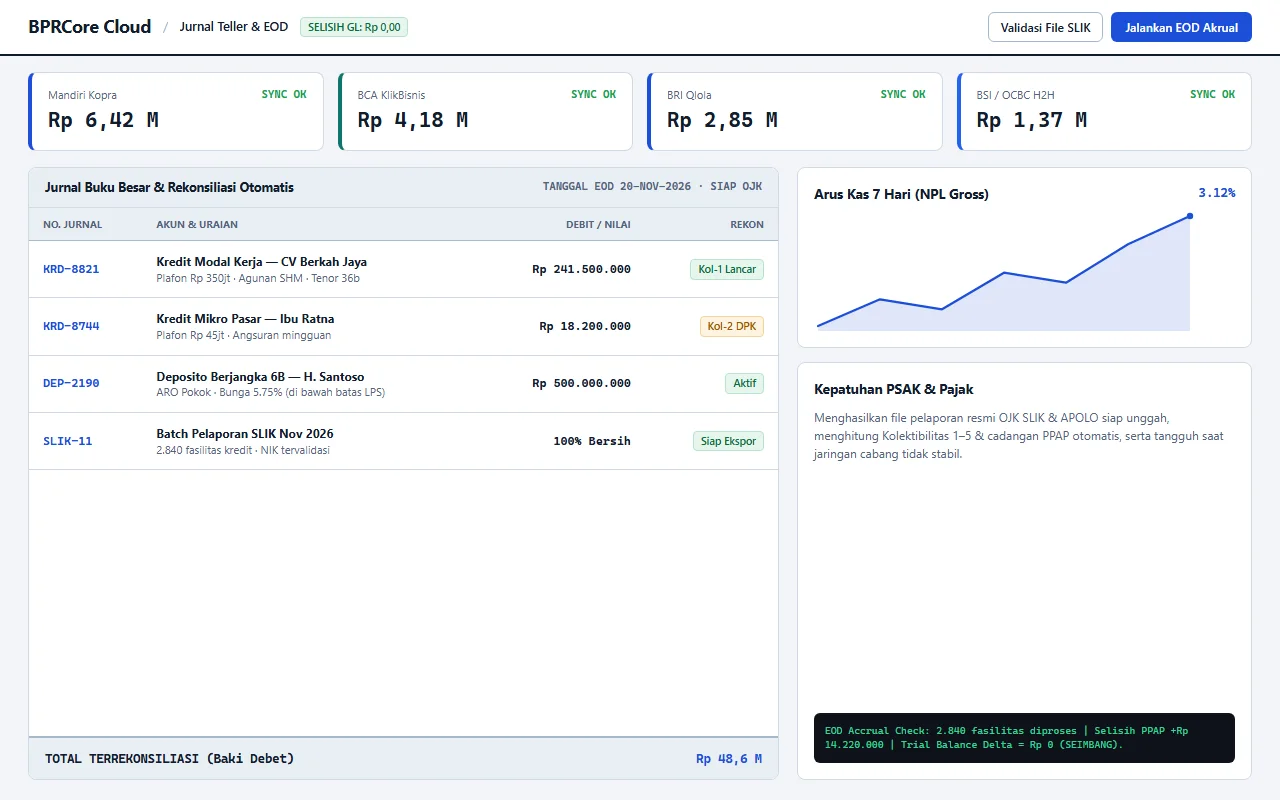 BPRCore Cloud / Jurnal Teller & EOD SELISIH GL: Rp 0,00 Validasi File SLIK Jalankan EOD Akrual
Mandiri Kopra SYNC OK
Rp 6,42 M
BCA KlikBisnis SYNC OK
Rp 4,18 M
BRI Qlola SYNC OK
Rp 2,85 M
BSI / OCBC H2H SYNC OK
Rp 1,37 M
Jurnal Buku Besar & Rekonsiliasi Otomatis TANGGAL EOD 20-NOV-2026 · SIAP OJK
NO. JURNAL AKUN & URAIAN DEBIT / NILAI REKON
KRD-8821 Kredit Modal Kerja — CV Berkah Jaya Rp 241.500.000 Kol-1 Lancar
Plafon Rp 350jt · Agunan SHM · Tenor 36b
KRD-8744 Kredit Mikro Pasar — Ibu Ratna Rp 18.200.000 Kol-2 DPK
Plafon Rp 45jt · Angsuran mingguan
DEP-2190 Deposito Berjangka 6B — H. Santoso Rp 500.000.000 Aktif
ARO Pokok · Bunga 5.75% (di bawah batas LPS)
SLIK-11 Batch Pelaporan SLIK Nov 2026 100% Bersih Siap Ekspor
2.840 fasilitas kredit · NIK tervalidasi
TOTAL TERREKONSILIASI (Baki Debet) Rp 48,6 M
Arus Kas 7 Hari (NPL Gross) 3.12%
Kepatuhan PSAK & Pajak
Menghasilkan file pelaporan resmi OJK SLIK & APOLO siap unggah,
menghitung Kolektibilitas 1–5 & cadangan PPAP otomatis, serta tangguh saat
jaringan cabang tidak stabil.
EOD Accrual Check: 2.840 fasilitas diproses | Selisih PPAP +Rp
14.220.000 | Trial Balance Delta = Rp 0 (SEIMBANG).